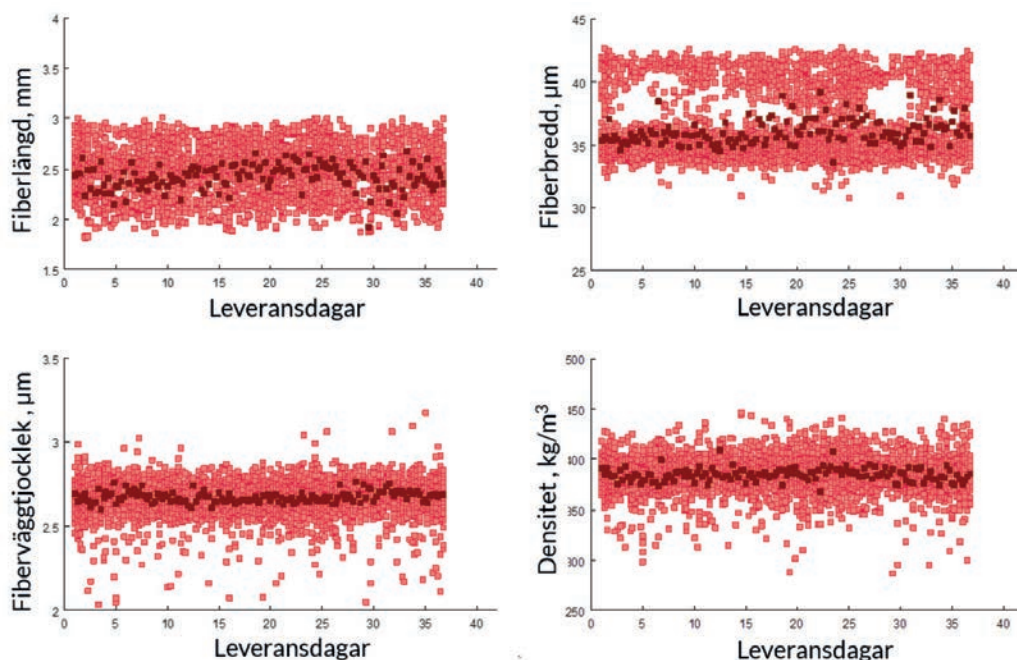 Fiberlängd, mm
4
3.5
3
2.5
2
1.5
0 5 10 15 20 25 30 35 40
Leveransdagar
Fiberbredd, µm
45
40
35
30
25
0 5 10 15 20 25 30 35 40
Leveransdagar
Fiberväggtjocklek, µm
3.5
3
2.5
2
0 5 10 15 20 25 30 35 40
Leveransdagar
Densitet, kg/m³
500
450
400
350
300
250
0 5 10 15 20 25 30 35 40
Leveransdagar